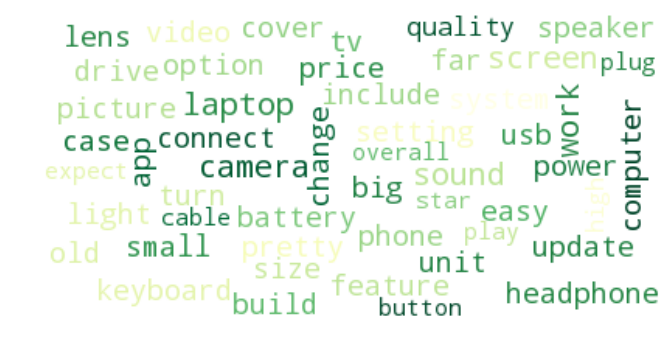 lens video cover tv quality speaker
drive option price far screen plug
picture laptop include system
case app connect change setting usb work
expect camera overall sound power computer
turn big star high
light cable battery phone play easy
old small pretty unit update
size feature
keyboard build button headphone